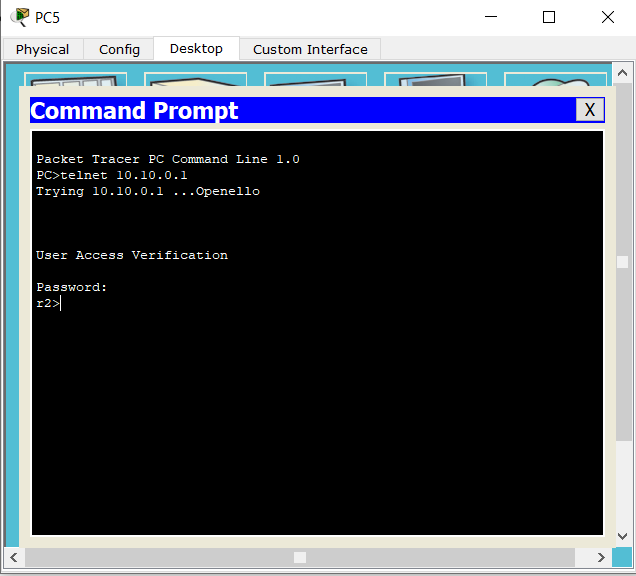 PC5
Physical Config Desktop Custom Interface
Command Prompt X
Packet Tracer PC Command Line 1.0
PC>telnet 10.10.0.1
Trying 10.10.0.1 ...Openello
User Access Verification
Password:
r2>